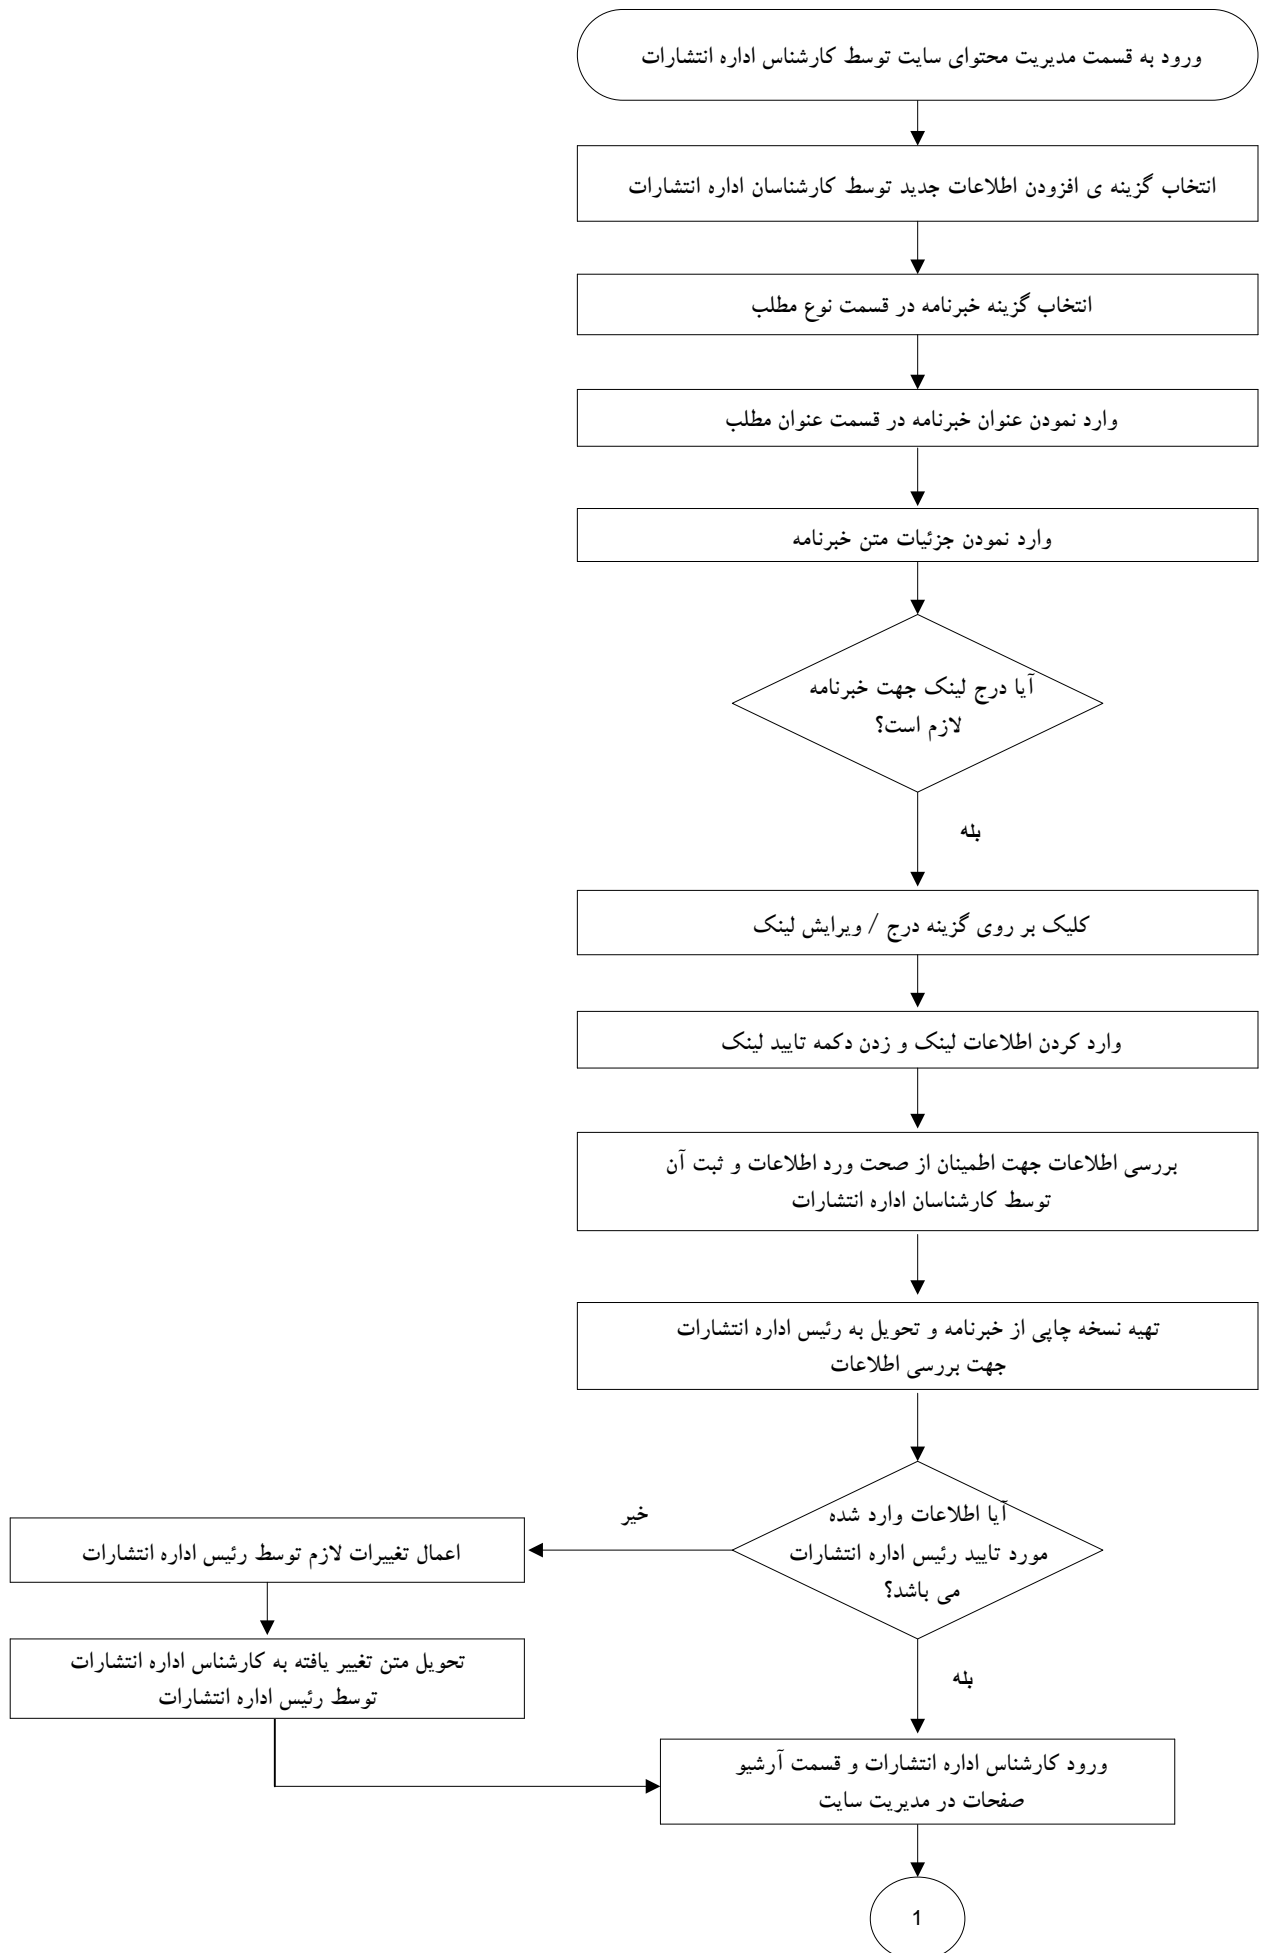 ورود به قسمت مدیریت محتوای سایت توسط کارشناس اداره انتشارات
انتخاب گزینه ی افزودن اطلاعات جدید توسط کارشناسان اداره انتشارات
انتخاب گزینه خبرنامه در قسمت نوع مطلب
وارد نمودن عنوان خبرنامه در قسمت عنوان مطلب
وارد نمودن جزئیات متن خبرنامه
آیا درج لینک جهت خبرنامه
لازم است؟
بله
کلیک بر روی گزینه درج / ویرایش لینک
وارد کردن اطلاعات لینک و زدن دکمه تایید لینک
بررسی اطلاعات جهت اطمینان از صحت ورد اطلاعات و ثبت آن
توسط کارشناسان اداره انتشارات
تهیه نسخه چاپی از خبرنامه و تحویل به رئیس اداره انتشارات
جهت بررسی اطلاعات
آیا اطلاعات وارد شده
مورد تایید رئیس اداره انتشارات
می باشد؟
خیر
اعمال تغییرات لازم توسط رئیس اداره انتشارات
تحویل متن تغییر یافته به کارشناس اداره انتشارات
توسط رئیس اداره انتشارات
بله
ورود کارشناس اداره انتشارات و قسمت آرشیو
صفحات در مدیریت سایت
1